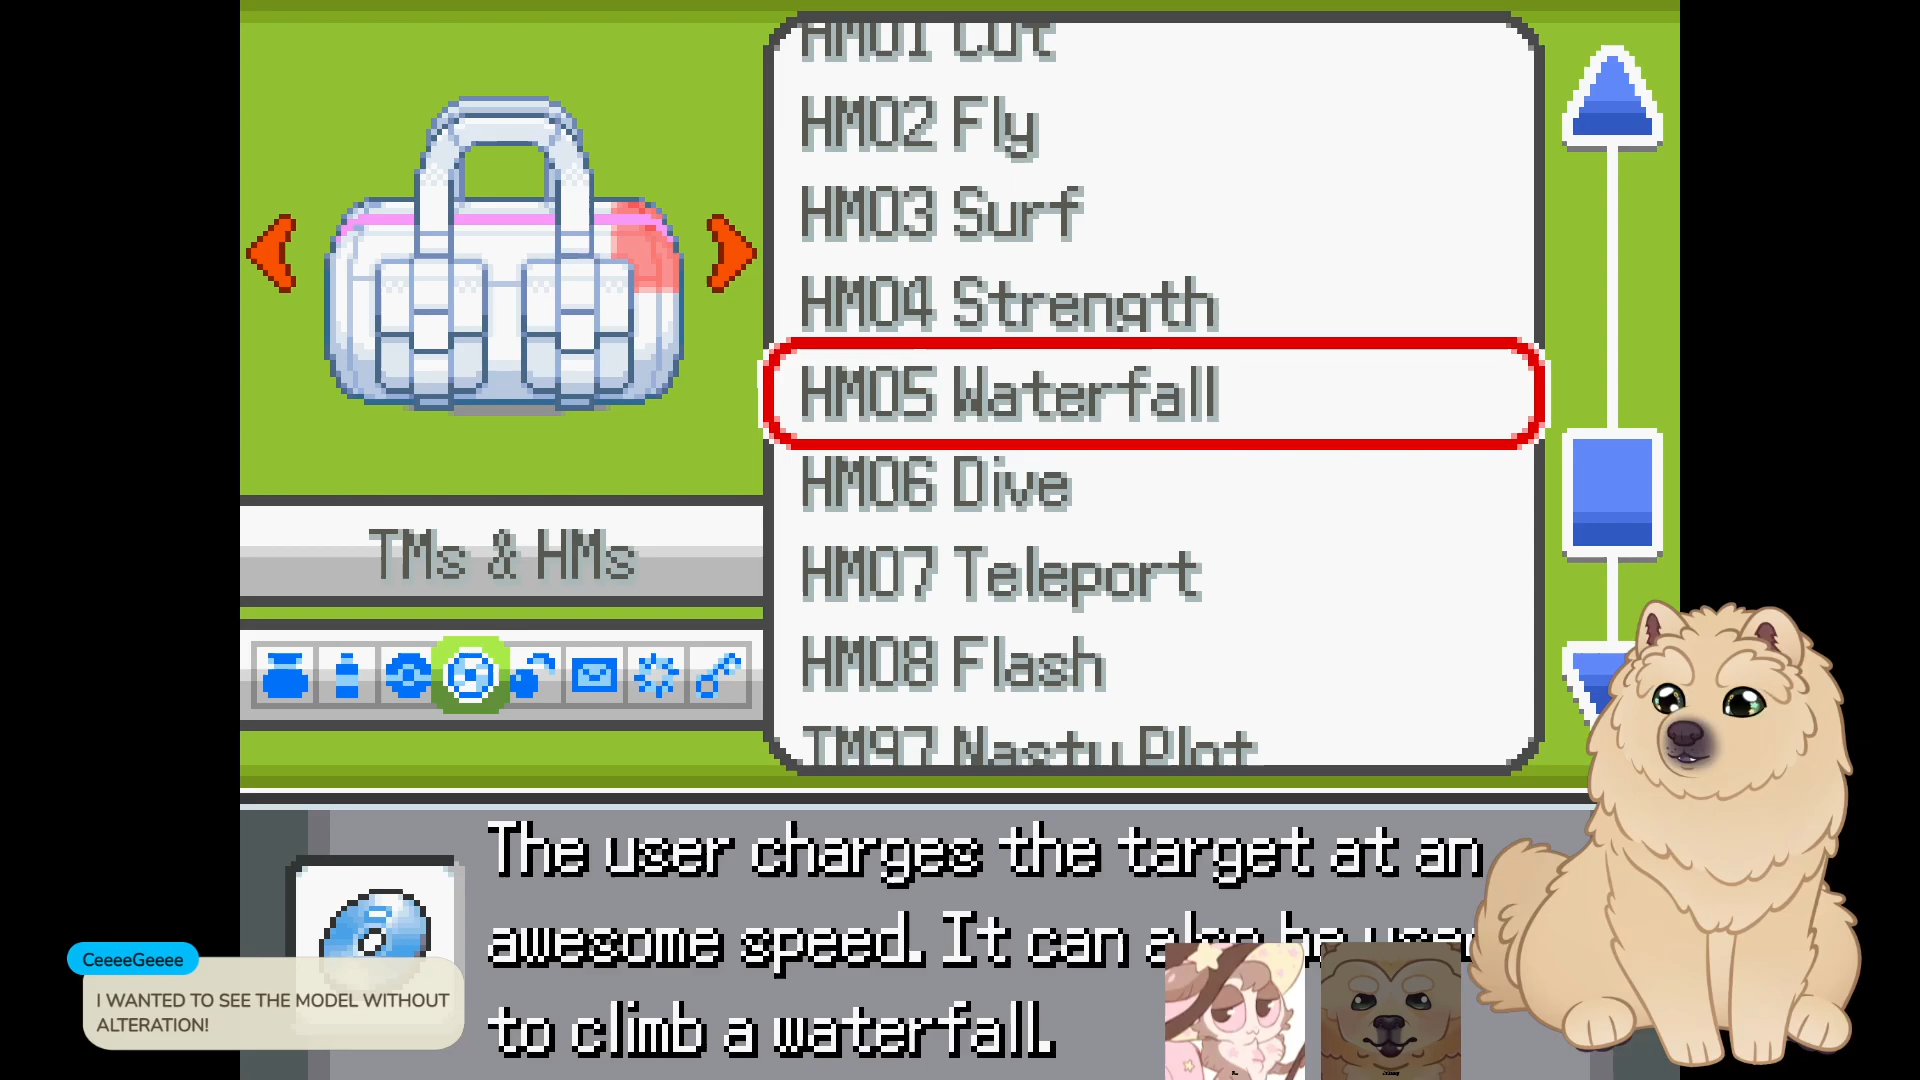 HM01 Cut
HM02 Fly
HM03 Surf
HM04 Strength
HM05 Waterfall
HM06 Dive
HM07 Teleport
HM08 Flash
TM97 Nasty Plot
TMs & HMs
The user charges the target at an
awesome speed. It can also be used
to climb a waterfall.
CeeeeGeeee
I WANTED TO SEE THE MODEL WITHOUT
ALTERATION!